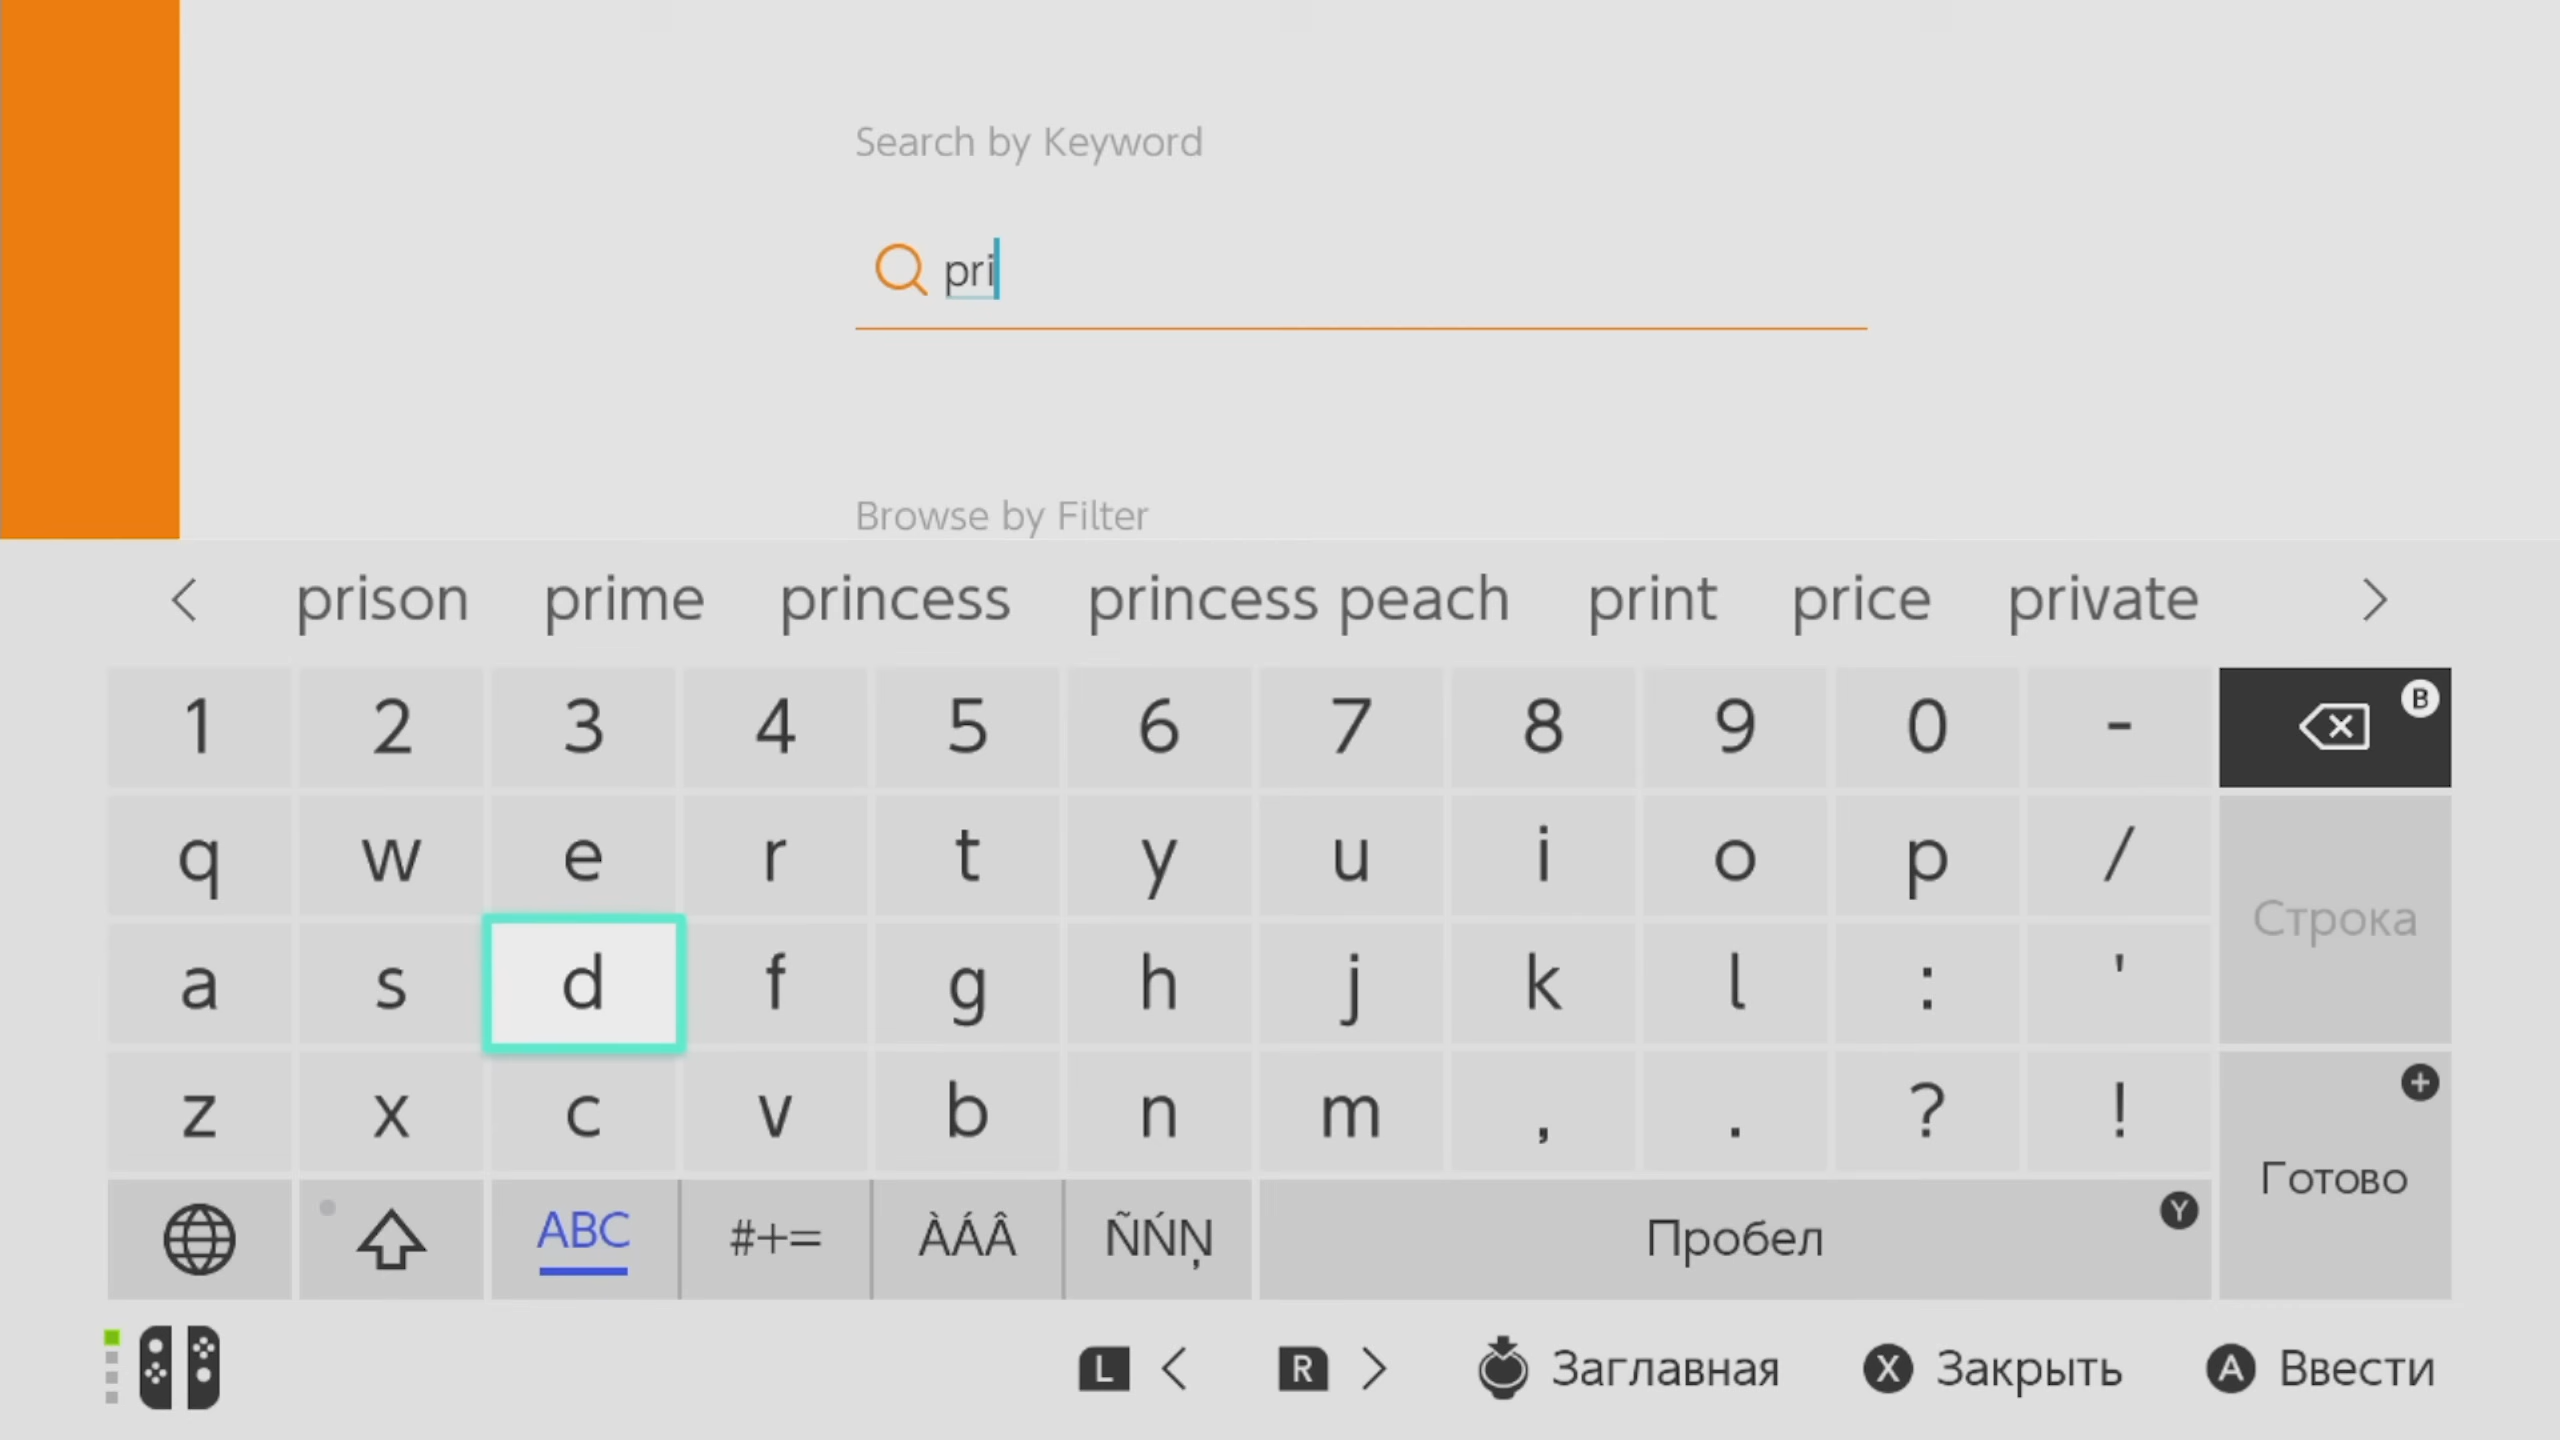 Search by Keyword
pri
Browse by Filter
prison prime princess princess peach print price private
1 2 3 4 5 6 7 8 9 0 - B
q w e r t y u i o p /
Строка
a s d f g h j k l : '
z x c v b n m , . ? !
Готово
ABC #+= ÀÁÂ ÑŃŅ Пробел Y
L R Заглавная X Закрыть A Ввести